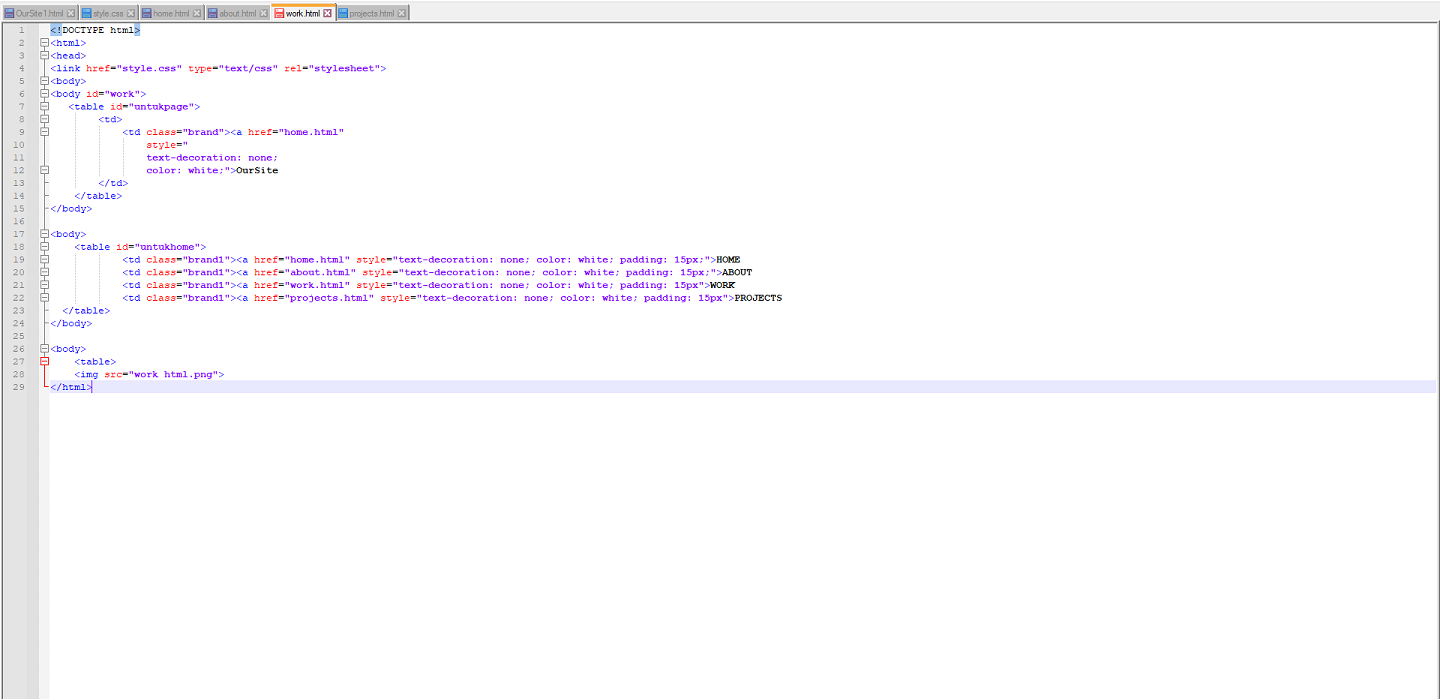 OurSite1.html style.css home.html about.html work.html projects.html
1 <!DOCTYPE html>
2 <html>
3 <head>
4 <link href="style.css" type="text/css" rel="stylesheet">
5 <body>
6 <body id="work">
7 <table id="untukpage">
8 <td>
9 <td class="brand"><a href="home.html"
10 style="
11 text-decoration: none;
12 color: white;">OurSite
13 </td>
14 </table>
15 </body>
16
17 <body>
18 <table id="untukhome">
19 <td class="brand1"><a href="home.html" style="text-decoration: none; color: white; padding: 15px;">HOME
20 <td class="brand1"><a href="about.html" style="text-decoration: none; color: white; padding: 15px;">ABOUT
21 <td class="brand1"><a href="work.html" style="text-decoration: none; color: white; padding: 15px">WORK
22 <td class="brand1"><a href="projects.html" style="text-decoration: none; color: white; padding: 15px">PROJECTS
23 </table>
24 </body>
25
26 <body>
27 <table>
28 <img src="work html.png">
29 </html>